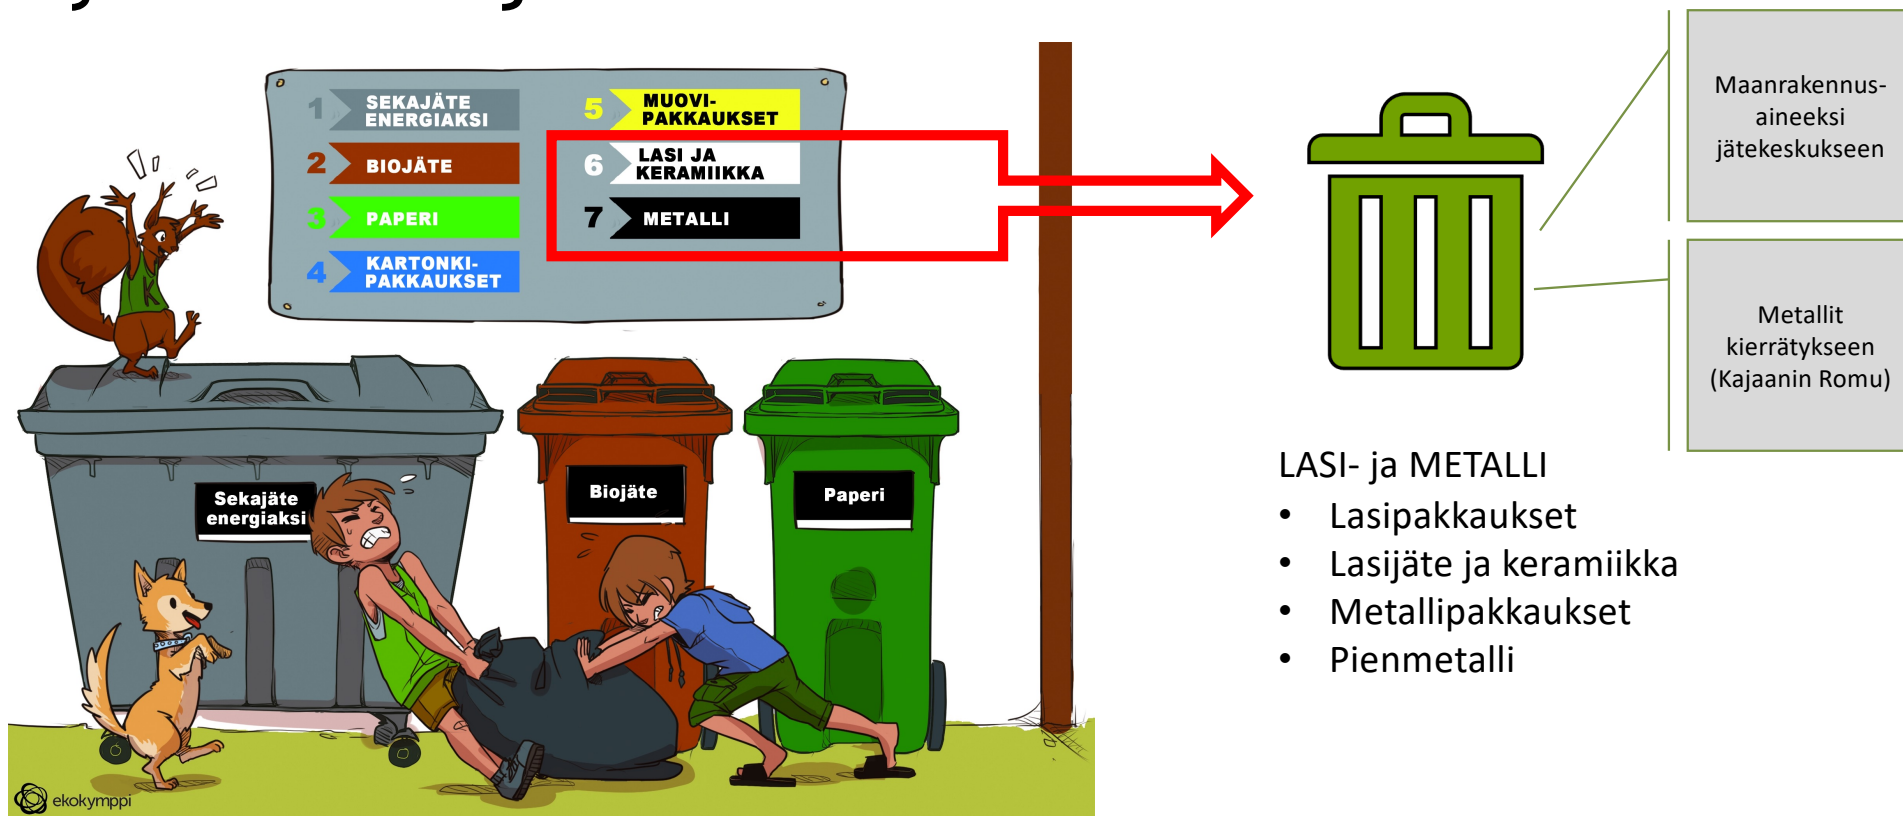 1 SEKAJÄTE
ENERGIAKSI
2 BIOJÄTE
3 PAPERI
4 KARTONKI-
PAKKAUKSET
5 MUOVI-
PAKKAUKSET
6 LASI JA
KERAMIIKKA
7 METALLI
K
Sekajäte
energiaksi
Biojäte
Paperi
ekokymppi
Maanrakennus-
aineeksi
jätekeskukseen
Metallit
kierrätykseen
(Kajaanin Romu)
LASI- ja METALLI
• Lasipakkaukset
• Lasijäte ja keramiikka
• Metallipakkaukset
• Pienmetalli